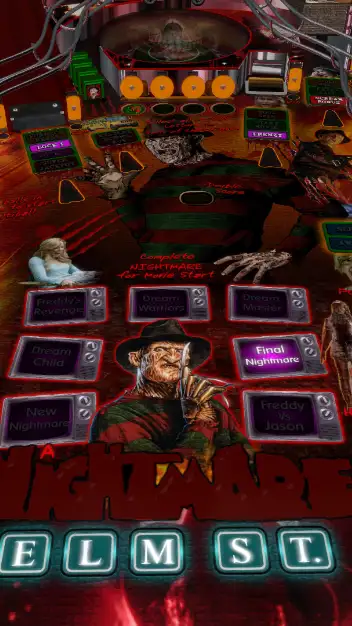 LOCK 1
Complete
NIGHTMARE
for Movie Start
Freddy's
Revenge
Dream
Warriors
Dream
Master
Dream
Child
Final
Nightmare
New
Nightmare
Freddy
Vs.
Jason
NIGHTMARE
ELM ST.